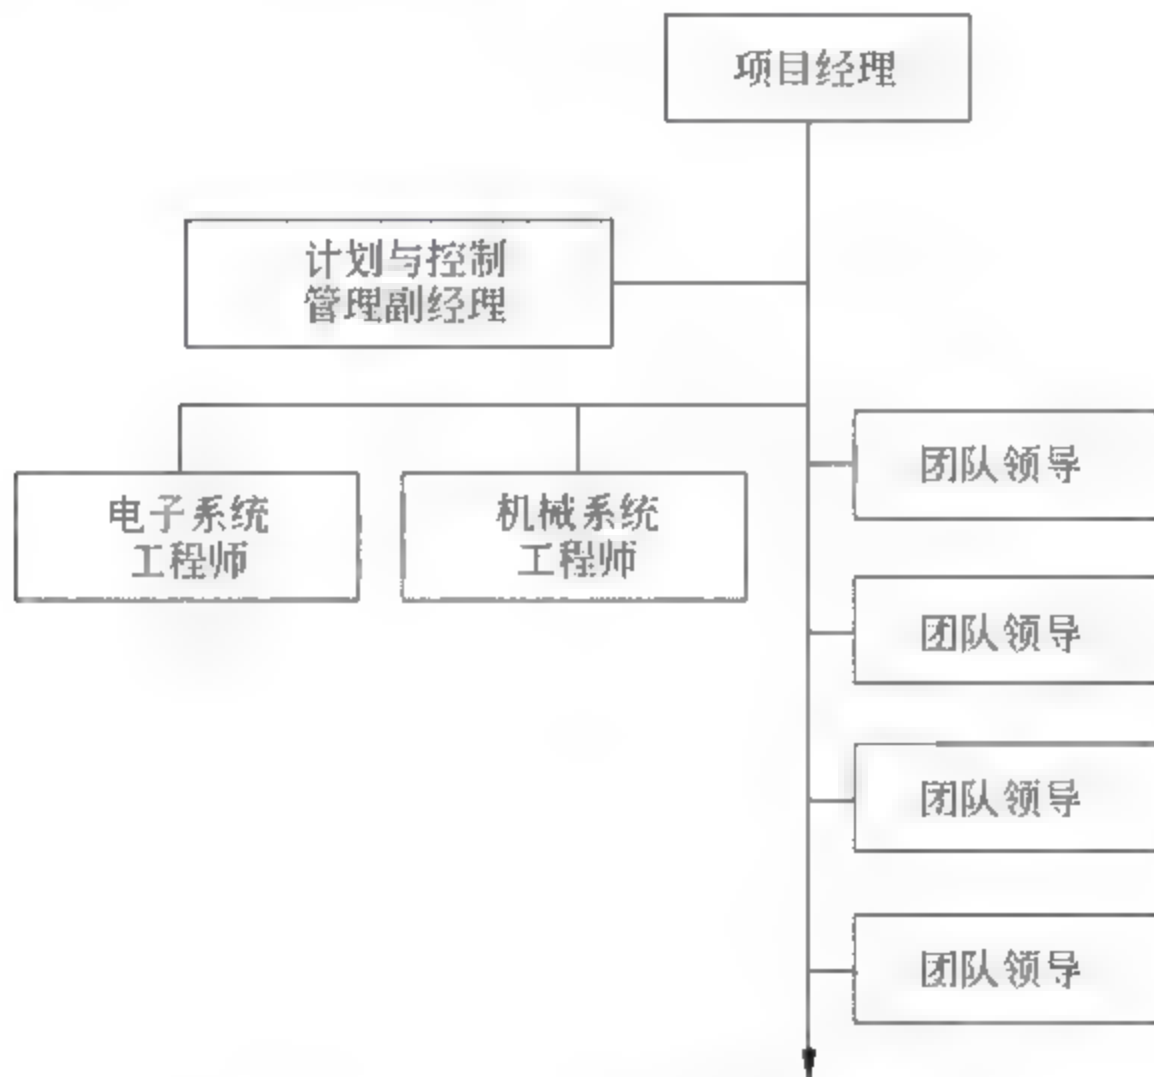 项目经理
计划与控制
管理副经理
电子系统
工程师
机械系统
工程师
团队领导
团队领导
团队领导
团队领导